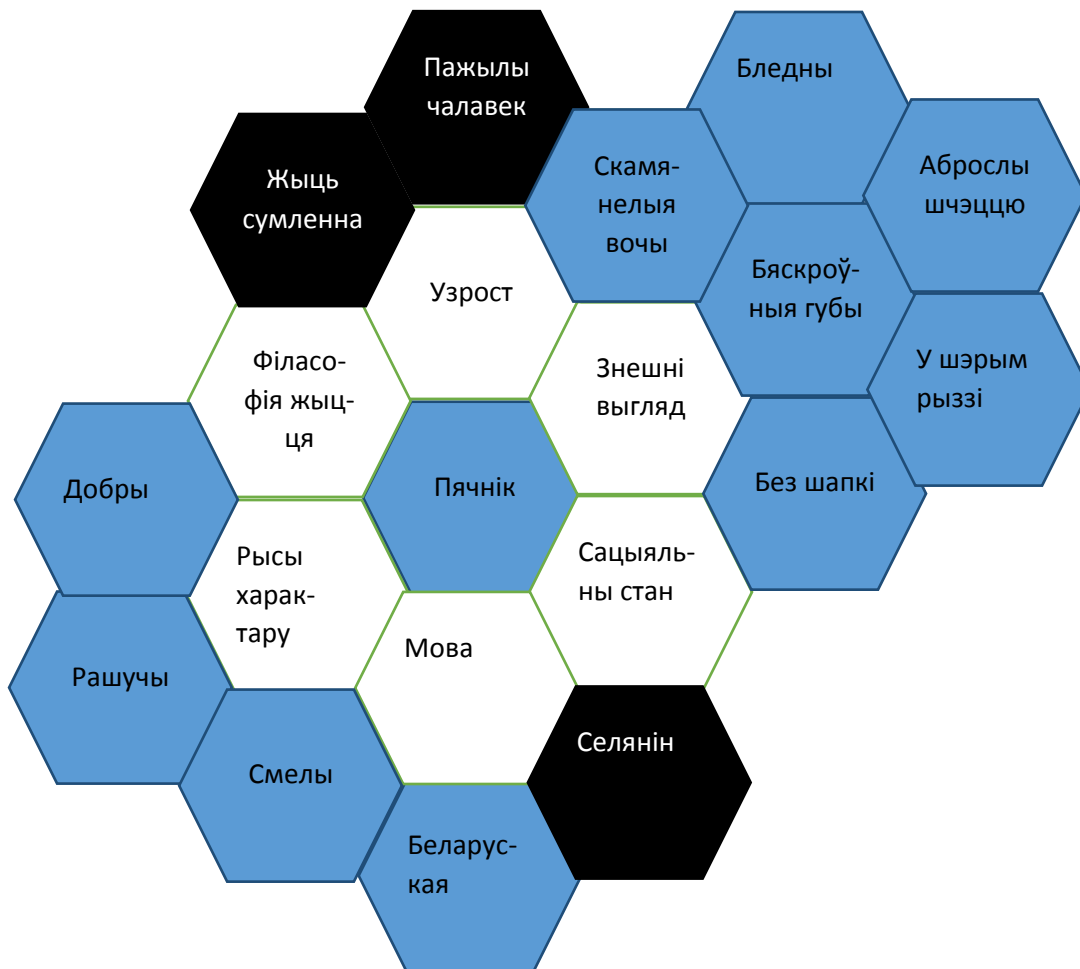 Пажылы
чалавек
Бледны
Жыць
сумленна
Скамя-
нелыя
вочы
Аброслы
шчэццю
Узрост
Бяскроў-
ныя губы
Філасо-
фія жыц-
ця
Знешні
выгляд
У шэрым
рыззі
Добры
Пячнік
Без шапкі
Рысы
харак-
тару
Сацыяль-
ны стан
Мова
Рашучы
Селянін
Смелы
Беларус-
кая